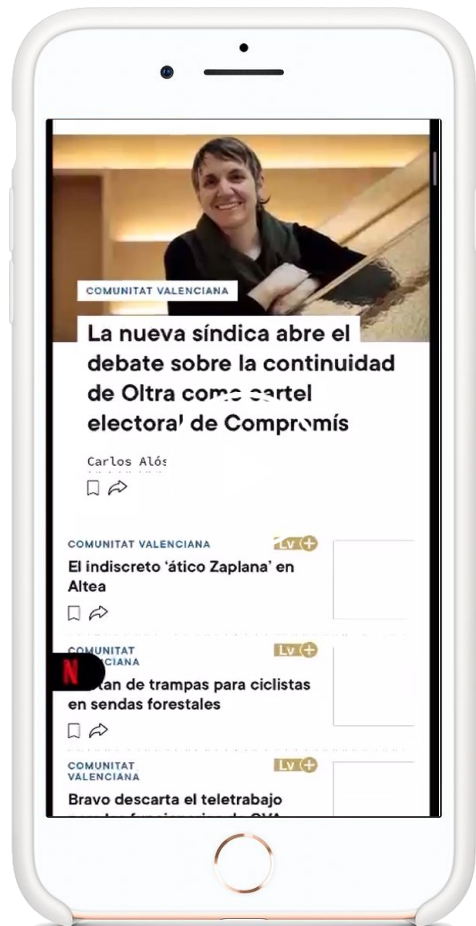 COMUNITAT VALENCIANA
La nueva síndica abre el
debate sobre la continuidad
de Oltra como cartel
electoral de Compromís
Carlos Alós
COMUNITAT VALENCIANA
Lv+
El indiscreto ‘ático Zaplana’ en
Altea
COMUNITAT
VALENCIANA
Lv+
N
de trampas para ciclistas
en sendas forestales
COMUNITAT
VALENCIANA
Lv+
Bravo descarta el teletrabajo